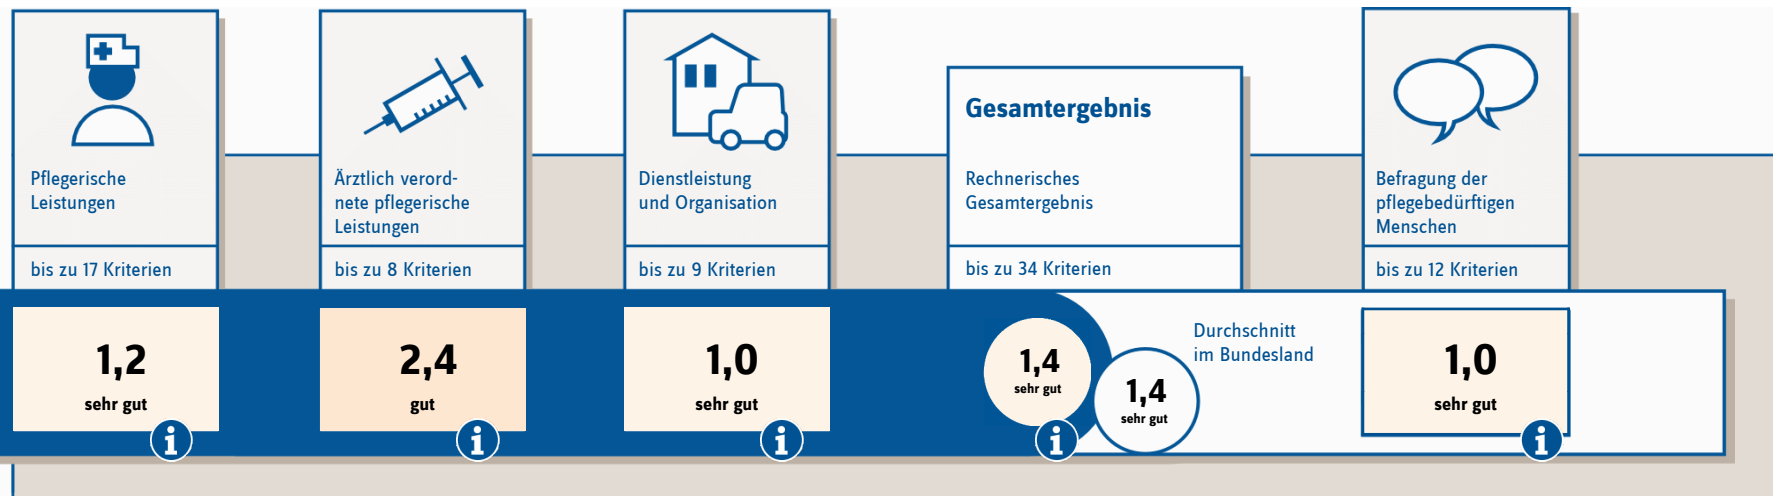 Pflegerische
Leistungen
bis zu 17 Kriterien
1,2
sehr gut
i
Ärztlich verord-
nete pflegerische
Leistungen
bis zu 8 Kriterien
2,4
gut
i
Dienstleistung
und Organisation
bis zu 9 Kriterien
1,0
sehr gut
i
Gesamtergebnis
Rechnerisches
Gesamtergebnis
bis zu 34 Kriterien
1,4
sehr gut
i
1,4
sehr gut
Durchschnitt
im Bundesland
Befragung der
pflegebedürftigen
Menschen
bis zu 12 Kriterien
1,0
sehr gut
i